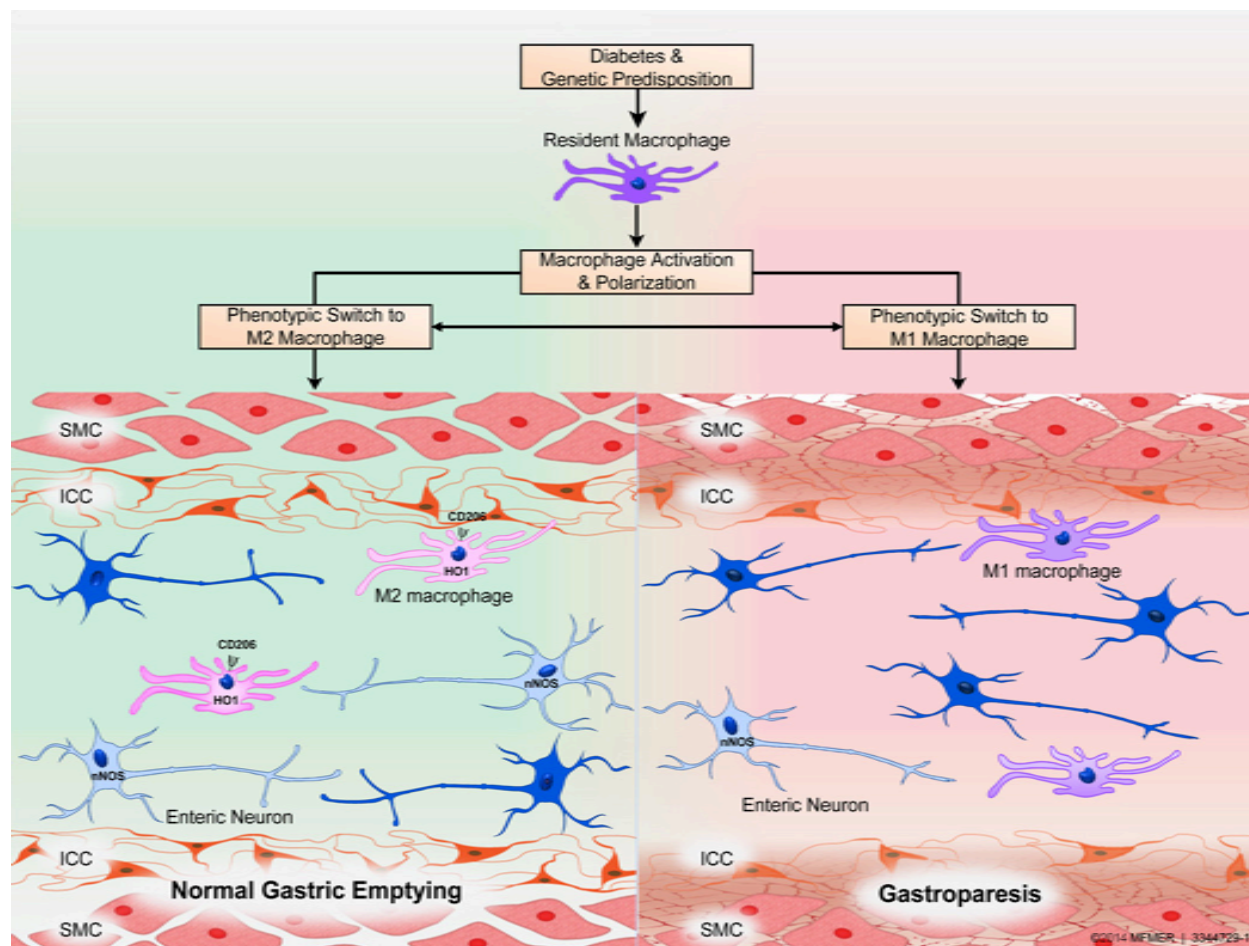 Diabetes &
Genetic Predisposition
Resident Macrophage
Macrophage Activation
& Polarization
Phenotypic Switch to
M2 Macrophage
Phenotypic Switch to
M1 Macrophage
SMC
SMC
ICC
ICC
CD206
HO1
M2 macrophage
M1 macrophage
CD206
HO1
nNOS
nNOS
nNOS
Enteric Neuron
Enteric Neuron
ICC
ICC
Normal Gastric Emptying
Gastroparesis
SMC
SMC
©2014 MFMER | 3344729-1